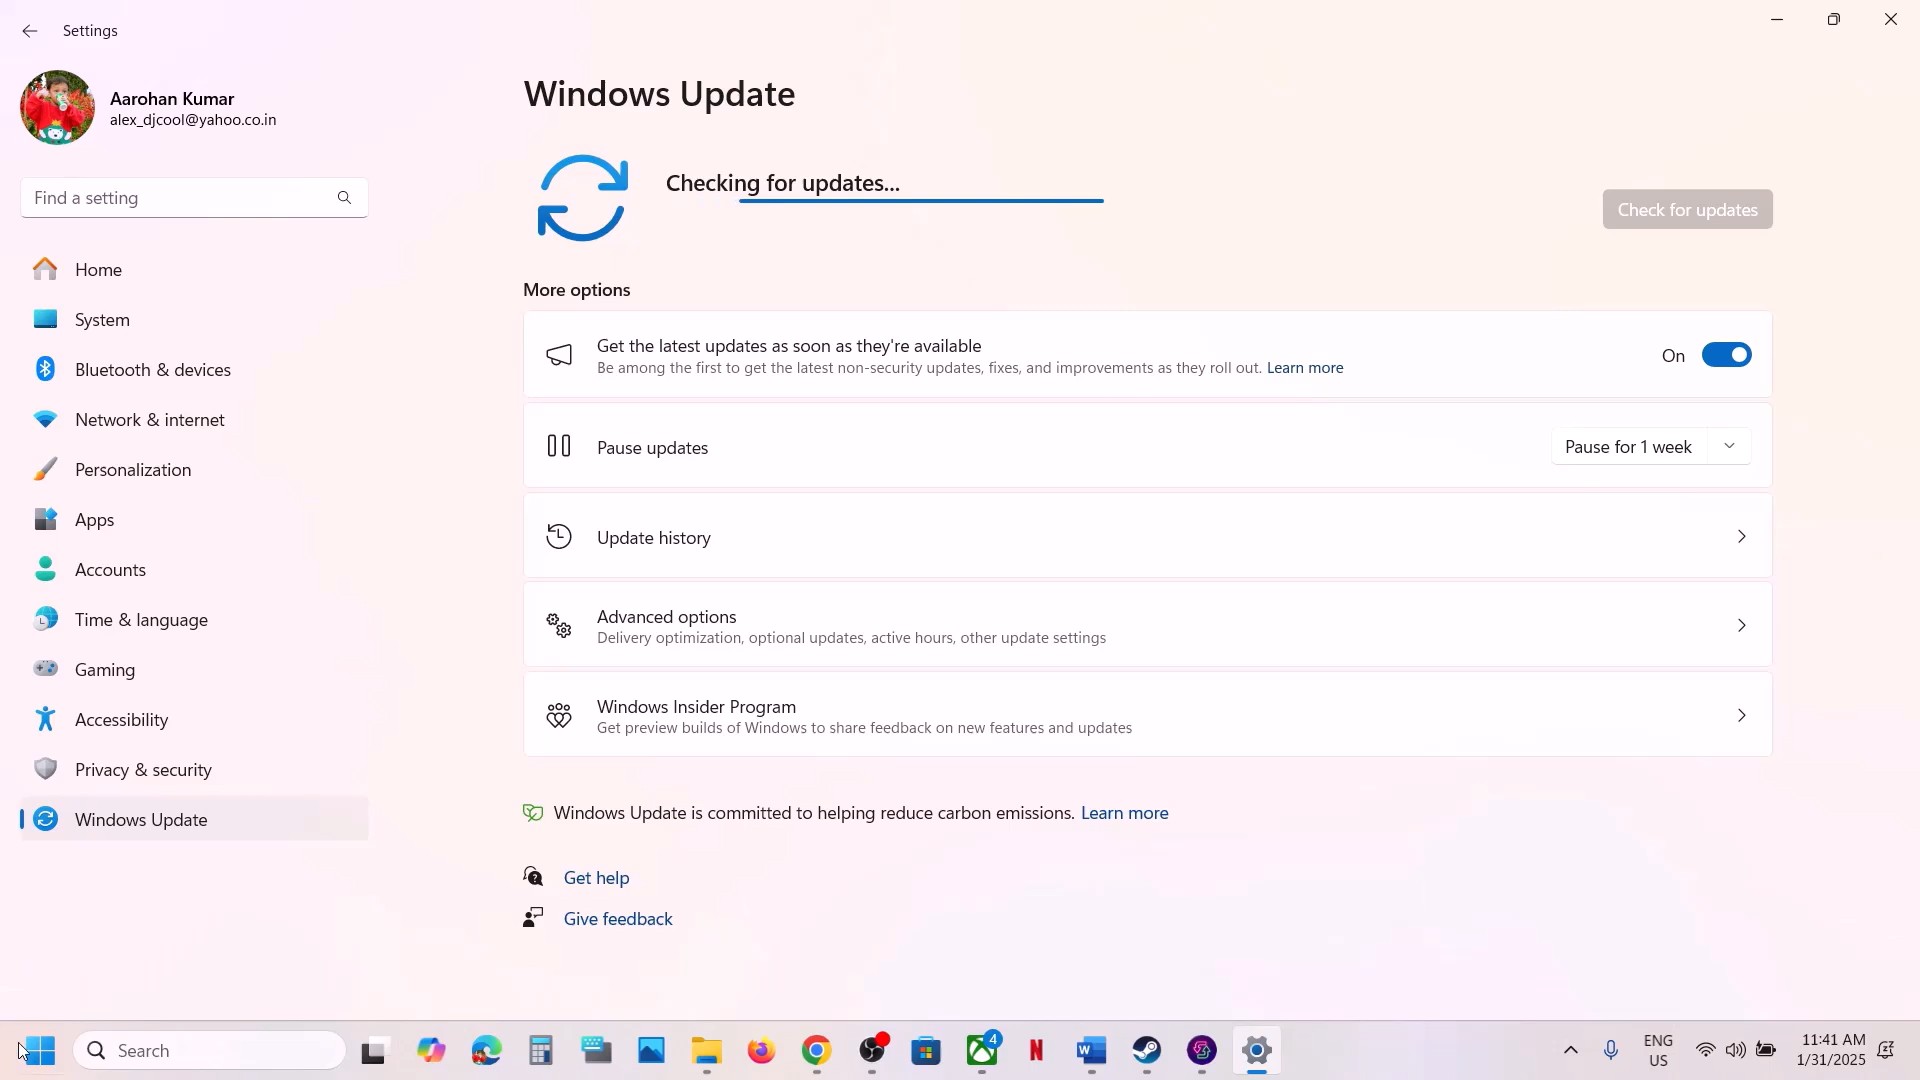 Settings
Aarohan Kumar
alex_djcool@yahoo.co.in
Find a setting
Home
System
Bluetooth & devices
Network & internet
Personalization
Apps
Accounts
Time & language
Gaming
Accessibility
Privacy & security
Windows Update
Windows Update
Checking for updates...
Check for updates
More options
Get the latest updates as soon as they're available
Be among the first to get the latest non-security updates, fixes, and improvements as they roll out. Learn more
On
Pause updates
Pause for 1 week
Update history
Advanced options
Delivery optimization, optional updates, active hours, other update settings
Windows Insider Program
Get preview builds of Windows to share feedback on new features and updates
Windows Update is committed to helping reduce carbon emissions. Learn more
Get help
Give feedback
Search
4
ENG
US
11:41 AM
1/31/2025